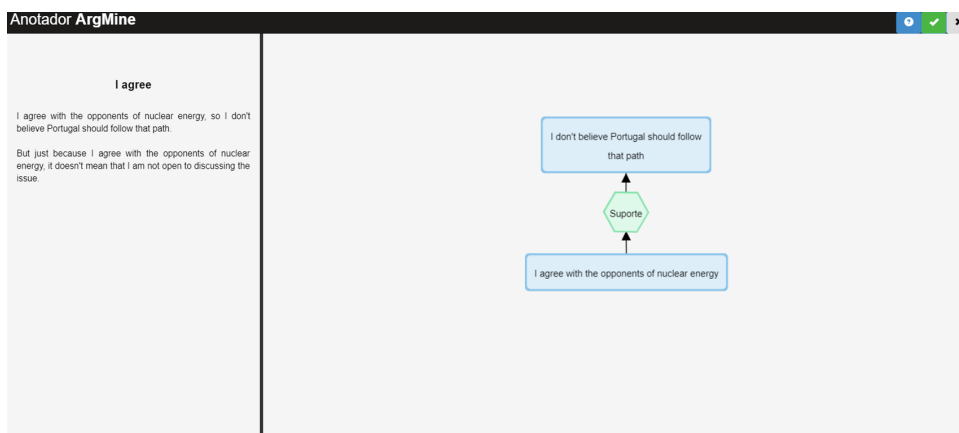 Anotador ArgMine
I agree
I agree with the opponents of nuclear energy, so I don't
believe Portugal should follow that path.
But just because I agree with the opponents of nuclear
energy, it doesn't mean that I am not open to discussing the
issue.
I don't believe Portugal should follow
that path
Suporte
I agree with the opponents of nuclear energy